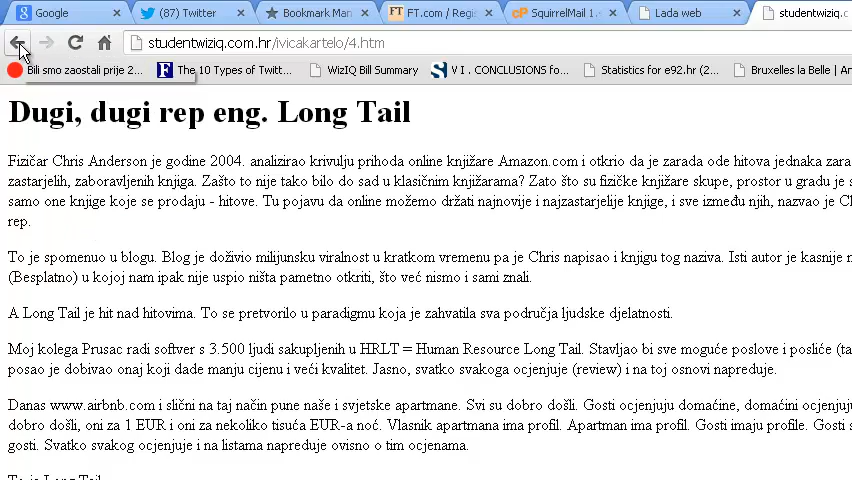 Google
(87) Twitter
Bookmark Man
FT.com / Regis
SquirrelMail 1.
Lada web
studentwiziq.c
studentwiziq.com.hr/ivicakartelo/4.htm
Bili smo zaostali prije 2...
The 10 Types of Twitt...
WizIQ Bill Summary
V I . CONCLUSIONS fo...
Statistics for e92.hr (2...
Bruxelles la Belle | An
Dugi, dugi rep eng. Long Tail
Fizičar Chris Anderson je godine 2004. analizirao krivulju prihoda online knjižare Amazon.com i otkrio da je zarada ode hitova jednaka zara
zastarjelih, zaboravljenih knjiga. Zašto to nije tako bilo do sad u klasičnim knjižarama? Zato što su fizičke knjižare skupe, prostor u gradu je s
samo one knjige koje se prodaju - hitove. Tu pojavu da online možemo držati najnovije i najzastarjelije knjige, i sve između njih, nazvao je Cl
rep.
To je spomenuo u blogu. Blog je doživio milijunsku viralnost u kratkom vremenu pa je Chris napisao i knjigu tog naziva. Isti autor je kasnije n
(Besplatno) u kojoj nam ipak nije uspio ništa pametno otkriti, što već nismo i sami znali.
A Long Tail je hit nad hitovima. To se pretvorilo u paradigmu koja je zahvatila sva područja ljudske djelatnosti.
Moj kolega Prusac radi softver s 3.500 ljudi sakupljenih u HRLT = Human Resource Long Tail. Stavljao bi sve moguće poslove i posliće (ta
posao je dobivao onaj koji dade manju cijenu i veći kvalitet. Jasno, svatko svakoga ocjenjuje (review) i na toj osnovi napreduje.
Danas www.airbnb.com i slični na taj način pune naše i svjetske apartmane. Svi su dobro došli. Gosti ocjenjuju domaćine, domaćini ocjenjuju
dobro došli, oni za 1 EUR i oni za nekoliko tisuća EUR-a noć. Vlasnik apartmana ima profil. Apartman ima profil. Gosti imaju profile. Gosti s
gosti. Svatko svakog ocjenjuje i na listama napreduje ovisno o tim ocjenama.
To je Long Tail